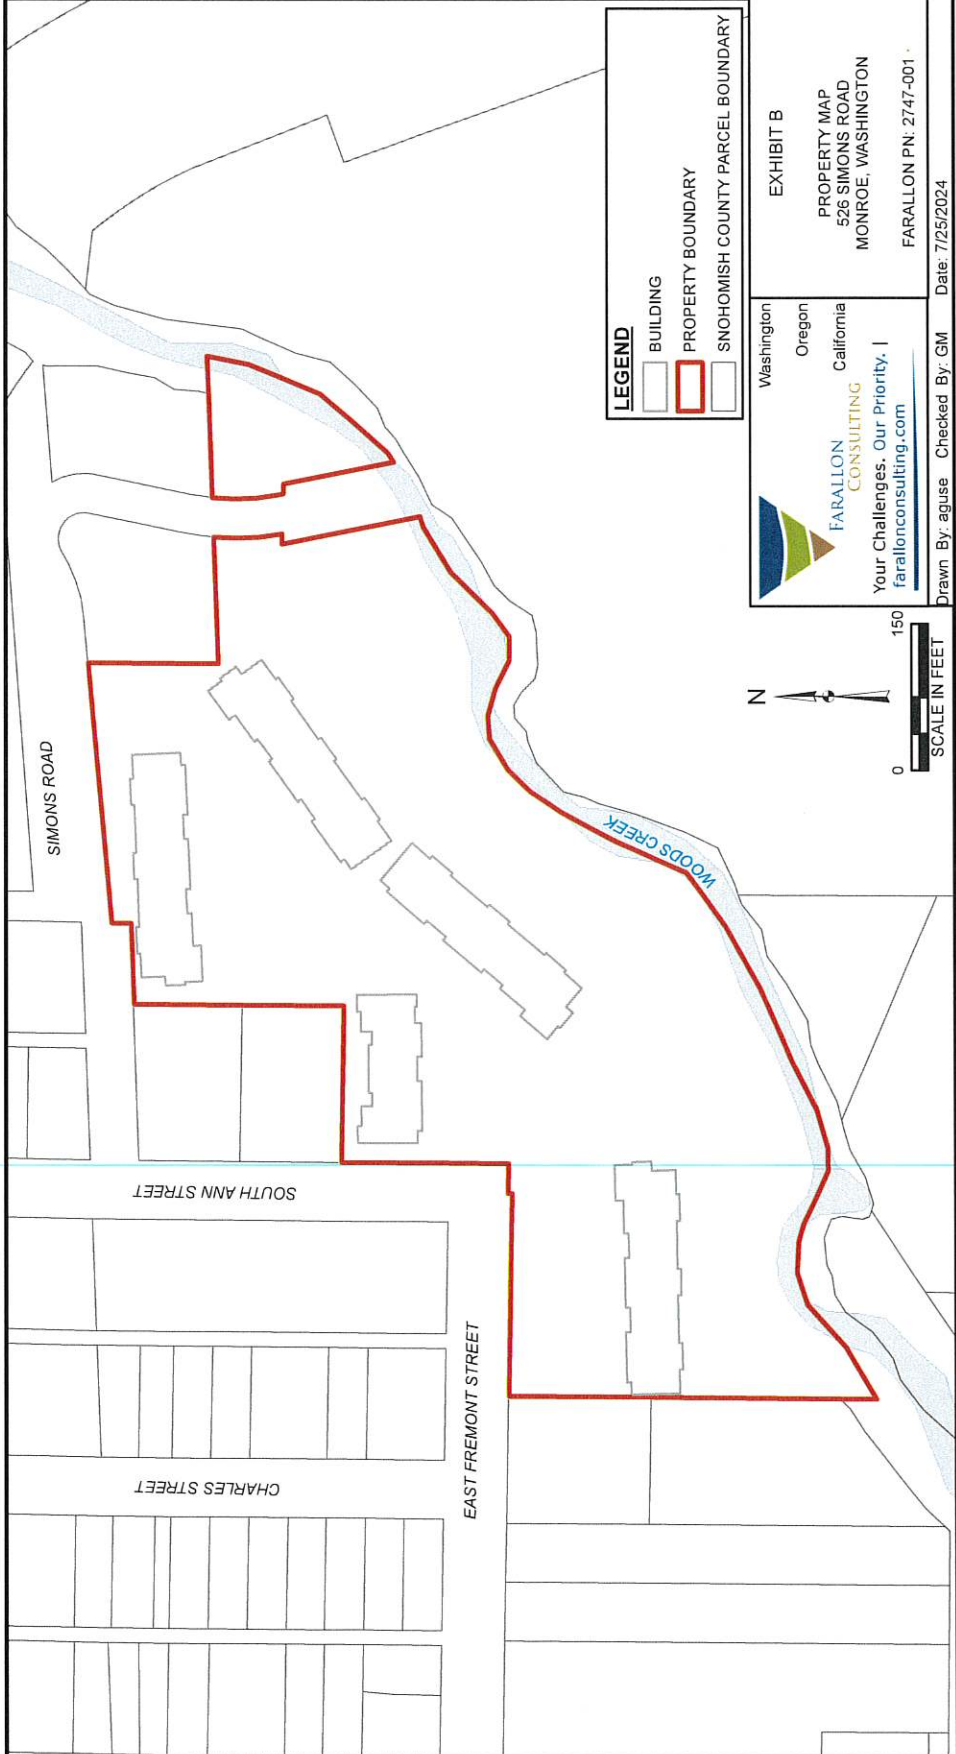 SIMONS ROAD
SOUTH ANN STREET
CHARLES STREET
EAST FREMONT STREET
WOODS CREEK
LEGEND
BUILDING
PROPERTY BOUNDARY
SNOHOMISH COUNTY PARCEL BOUNDARY
N
0 150
SCALE IN FEET
Washington
Oregon
California
FARALLON
CONSULTING
Your Challenges. Our Priority. |
farallonconsulting.com
EXHIBIT B
PROPERTY MAP
526 SIMONS ROAD
MONROE, WASHINGTON
FARALLON PN: 2747-001
Drawn By: aguse Checked By: GM Date: 7/25/2024